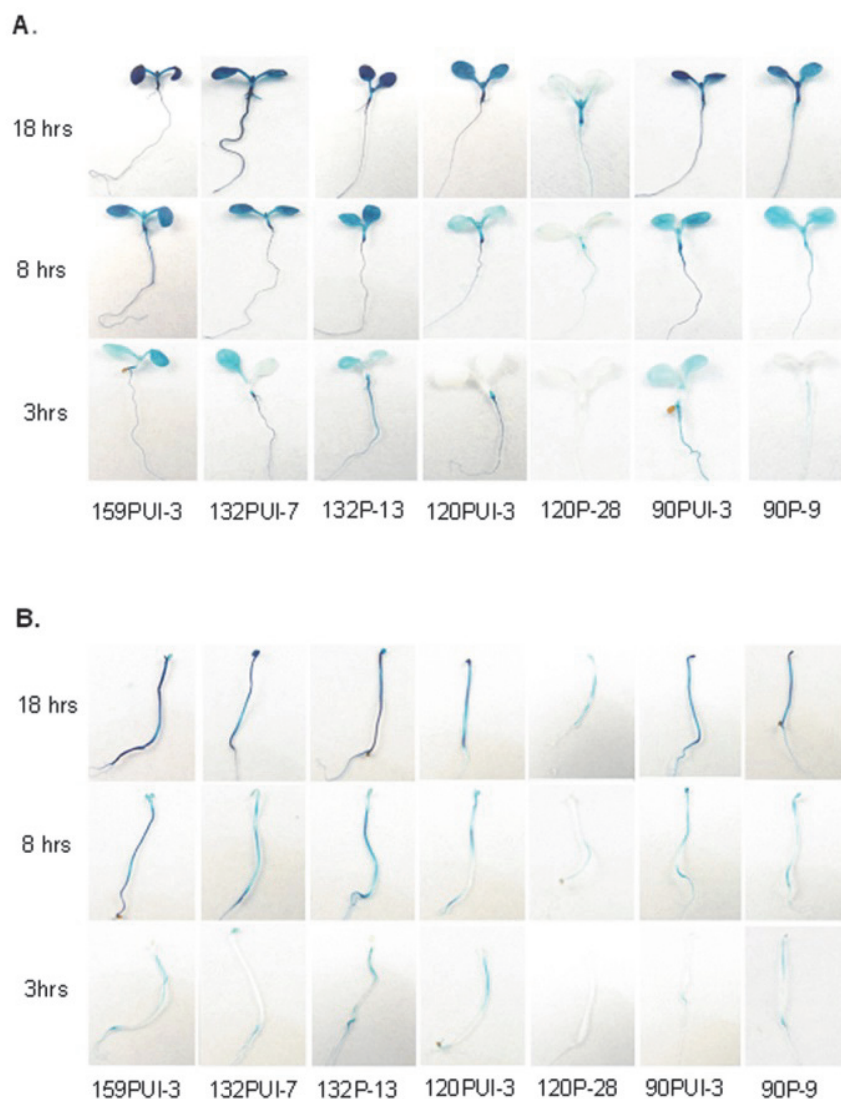 A.
18 hrs
8 hrs
3hrs
159PUI-3 132PUI-7 132P-13 120PUI-3 120P-28 90PUI-3 90P-9
B.
18 hrs
8 hrs
3hrs
159PUI-3 132PUI-7 132P-13 120PUI-3 120P-28 90PUI-3 90P-9